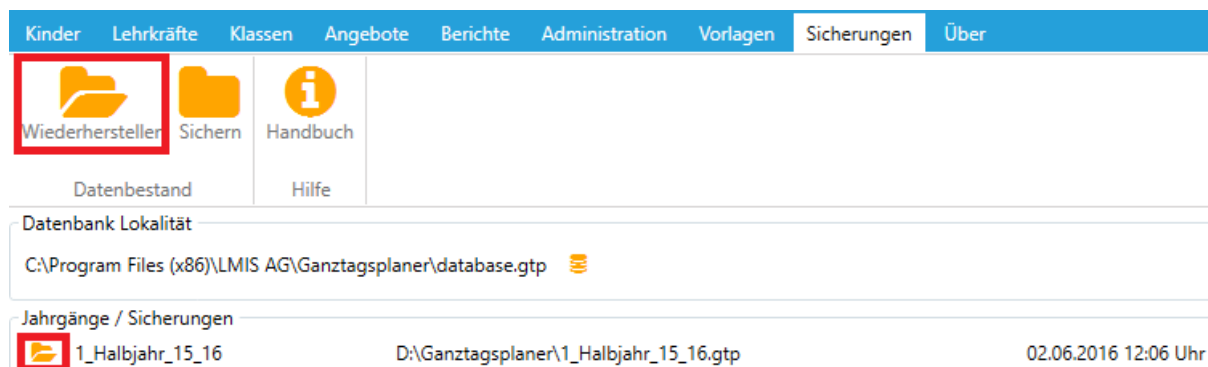 Kinder Lehrkräfte Klassen Angebote Berichte Administration Vorlagen Sicherungen Über
Wiederhersteller Sichern Handbuch
Datenbestand Hilfe
Datenbank Lokalität
C:\Program Files (x86)\LMIS AG\Ganztagsplaner\database.gtp
Jahrgänge / Sicherungen
1_Halbjahr_15_16 D:\Ganztagsplaner\1_Halbjahr_15_16.gtp 02.06.2016 12:06 Uhr